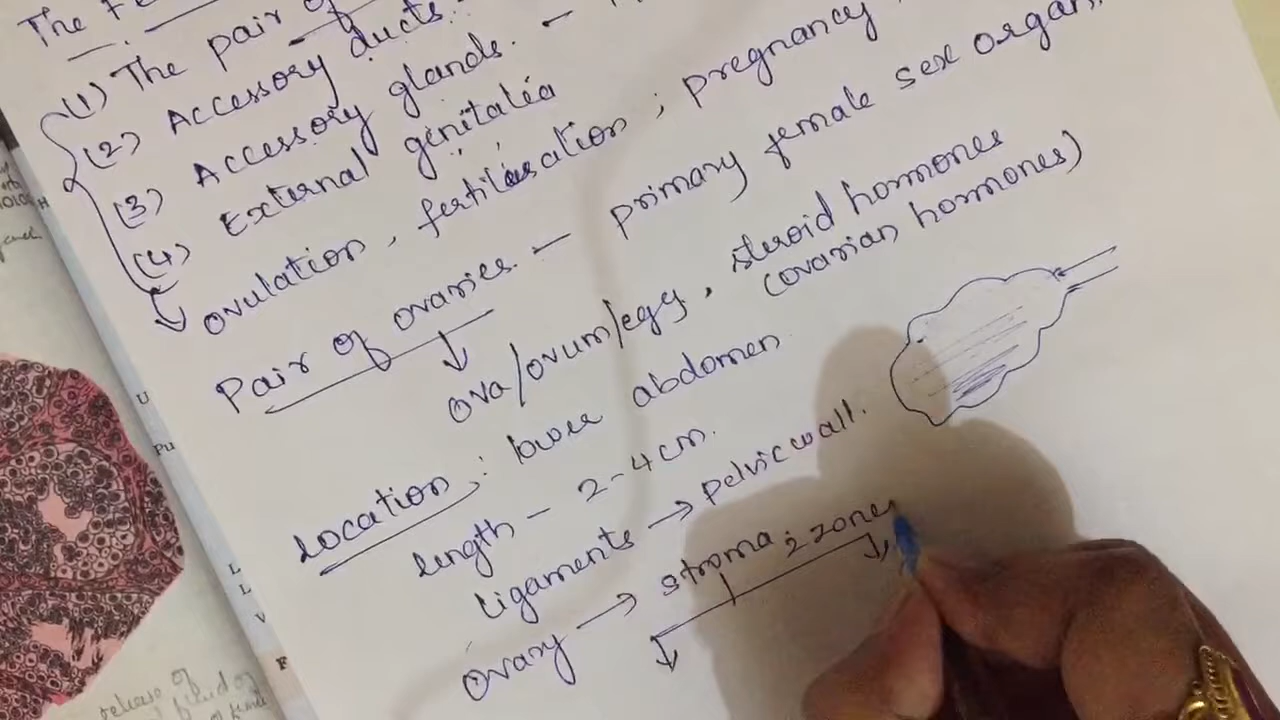 The
(1) The pair of
(2) Accessory ducts.
(3) Accessory glands. —
(4) External genitalia
ovulation, fertilisation ; pregnancy
Pair of ovaries. — primary female sex organ,
ova/ovum/egg, steroid hormones
(ovarian hormones)
Location : lower abdomen.
length - 2-4 cm.
ligaments → pelvic wall.
Ovary → stroma : 2 zones
U
Pu
L
L
V
F
H
release of